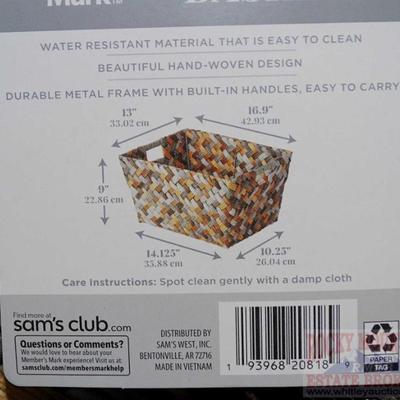 Mark™
WATER RESISTANT MATERIAL THAT IS EASY TO CLEAN
BEAUTIFUL HAND-WOVEN DESIGN
DURABLE METAL FRAME WITH BUILT-IN HANDLES, EASY TO CARRY
13" 16.9"
33.02 cm 42.93 cm
9"
22.86 cm
14.125" 10.25"
35.88 cm 26.04 cm
Care Instructions: Spot clean gently with a damp cloth
Find more at
sam's club.com
Questions or Comments?
We would love to hear about your
Member's Mark experience! Visit us at:
samsclub.com/membersmarkhelp
DISTRIBUTED BY
SAM'S WEST, INC.
BENTONVILLE, AR 72716
MADE IN VIETNAM
1 93968 20818 9
PAPER
TAG
ESTATE